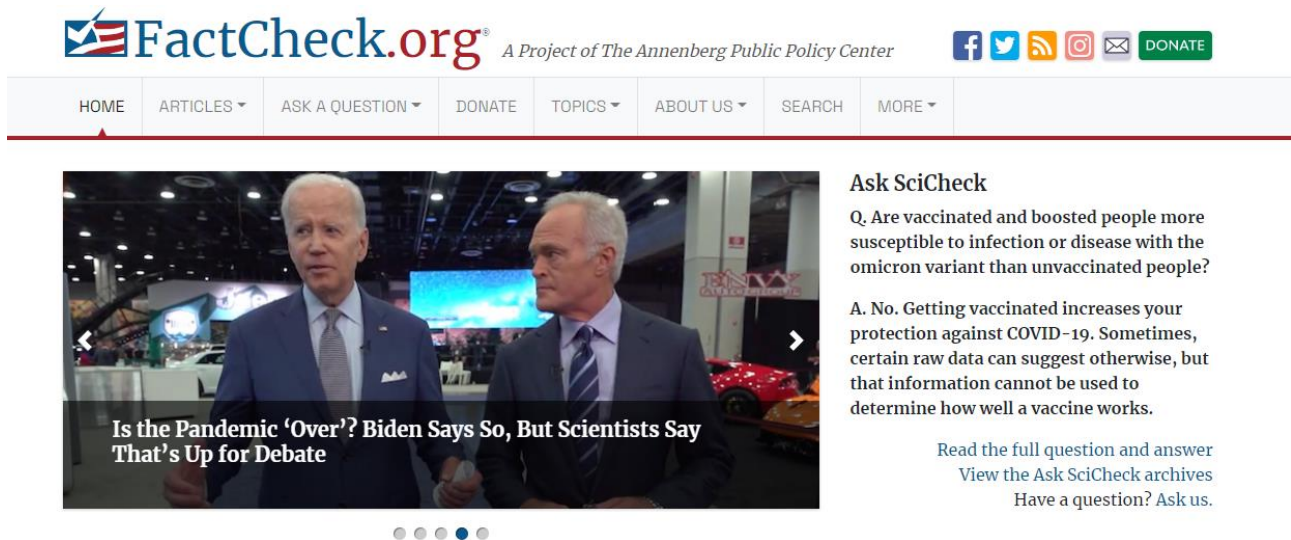 FactCheck.org®
A Project of The Annenberg Public Policy Center
DONATE
HOME
ARTICLES
ASK A QUESTION
DONATE
TOPICS
ABOUT US
SEARCH
MORE
ENVY
AUTOGROUP
Is the Pandemic ‘Over’? Biden Says So, But Scientists Say
That’s Up for Debate
Ask SciCheck
Q. Are vaccinated and boosted people more
susceptible to infection or disease with the
omicron variant than unvaccinated people?
A. No. Getting vaccinated increases your
protection against COVID-19. Sometimes,
certain raw data can suggest otherwise, but
that information cannot be used to
determine how well a vaccine works.
Read the full question and answer
View the Ask SciCheck archives
Have a question? Ask us.